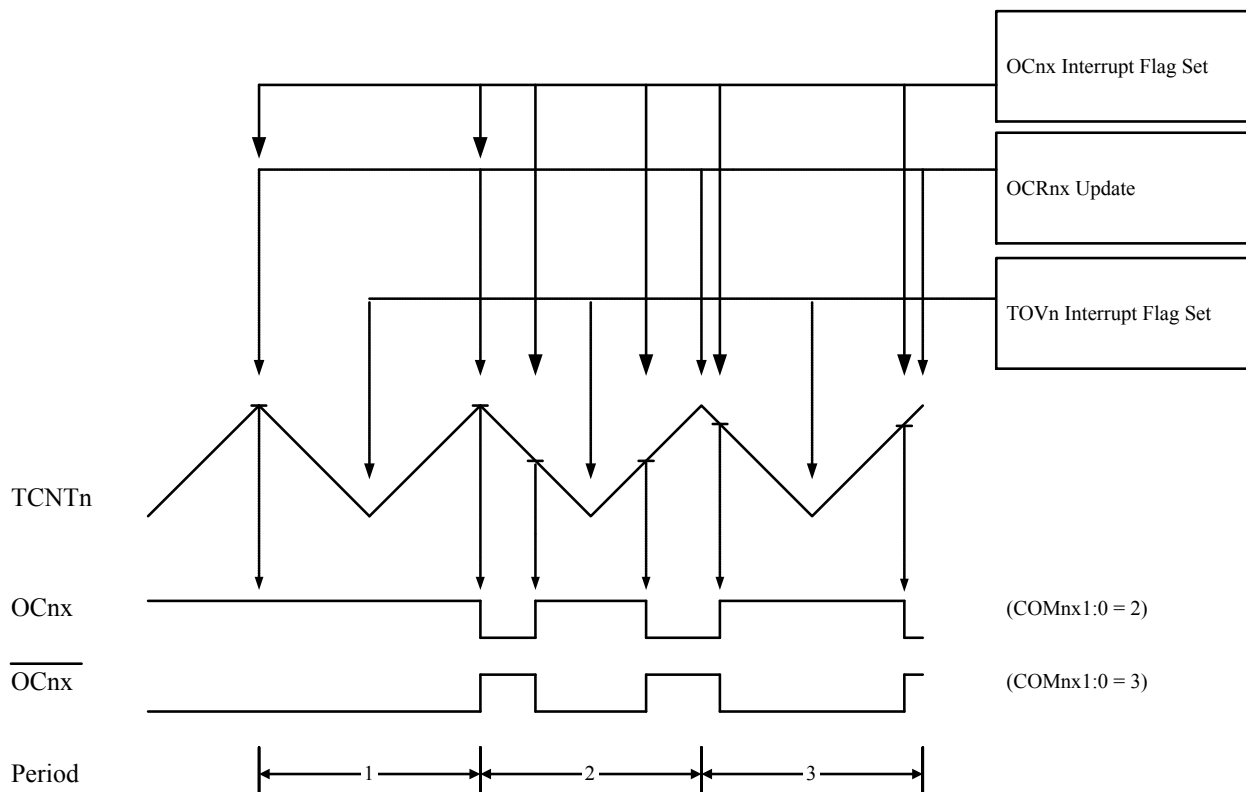 OCnx Interrupt Flag Set
OCRnx Update
TOVn Interrupt Flag Set
TCNTn
OCnx
(COMnx1:0 = 2)
OCnx
(COMnx1:0 = 3)
Period
1
2
3